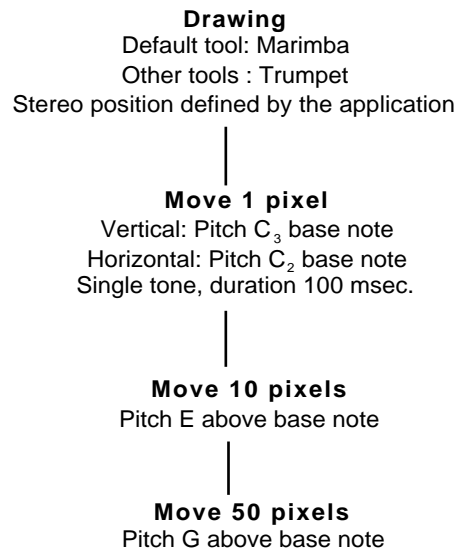 Drawing
Default tool: Marimba
Other tools : Trumpet
Stereo position defined by the application
Move 1 pixel
Vertical: Pitch C₃ base note
Horizontal: Pitch C₂ base note
Single tone, duration 100 msec.
Move 10 pixels
Pitch E above base note
Move 50 pixels
Pitch G above base note